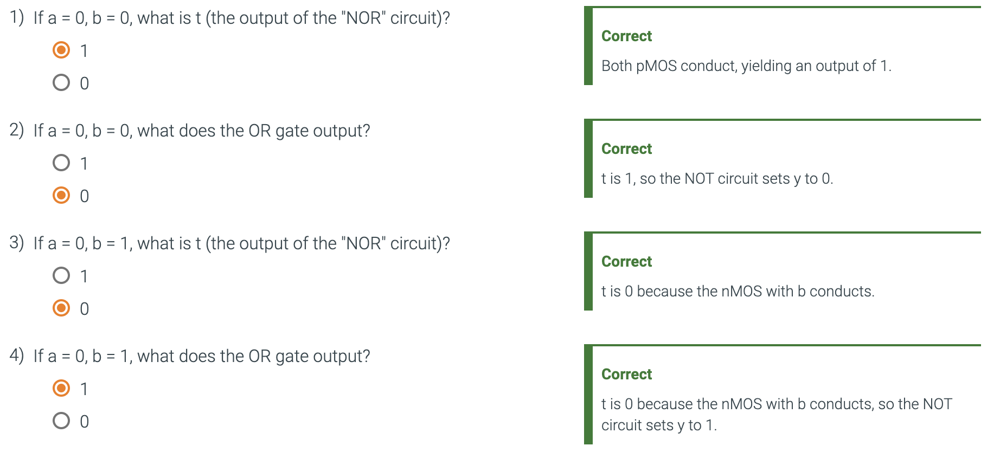 1) If a = 0, b = 0, what is t (the output of the "NOR" circuit)?
1
0
Correct
Both pMOS conduct, yielding an output of 1.
2) If a = 0, b = 0, what does the OR gate output?
1
0
Correct
t is 1, so the NOT circuit sets y to 0.
3) If a = 0, b = 1, what is t (the output of the "NOR" circuit)?
1
0
Correct
t is 0 because the nMOS with b conducts.
4) If a = 0, b = 1, what does the OR gate output?
1
0
Correct
t is 0 because the nMOS with b conducts, so the NOT
circuit sets y to 1.